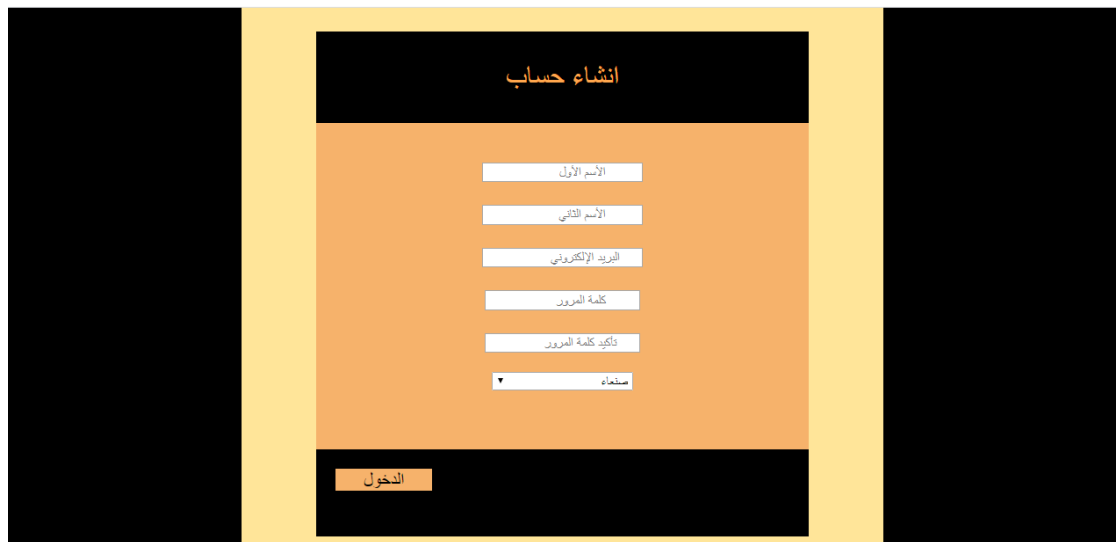 انشاء حساب
الأسم الأول
الأسم الثاني
البريد الإلكتروني
كلمة المرور
تأكيد كلمة المرور
صنعاء
الدخول